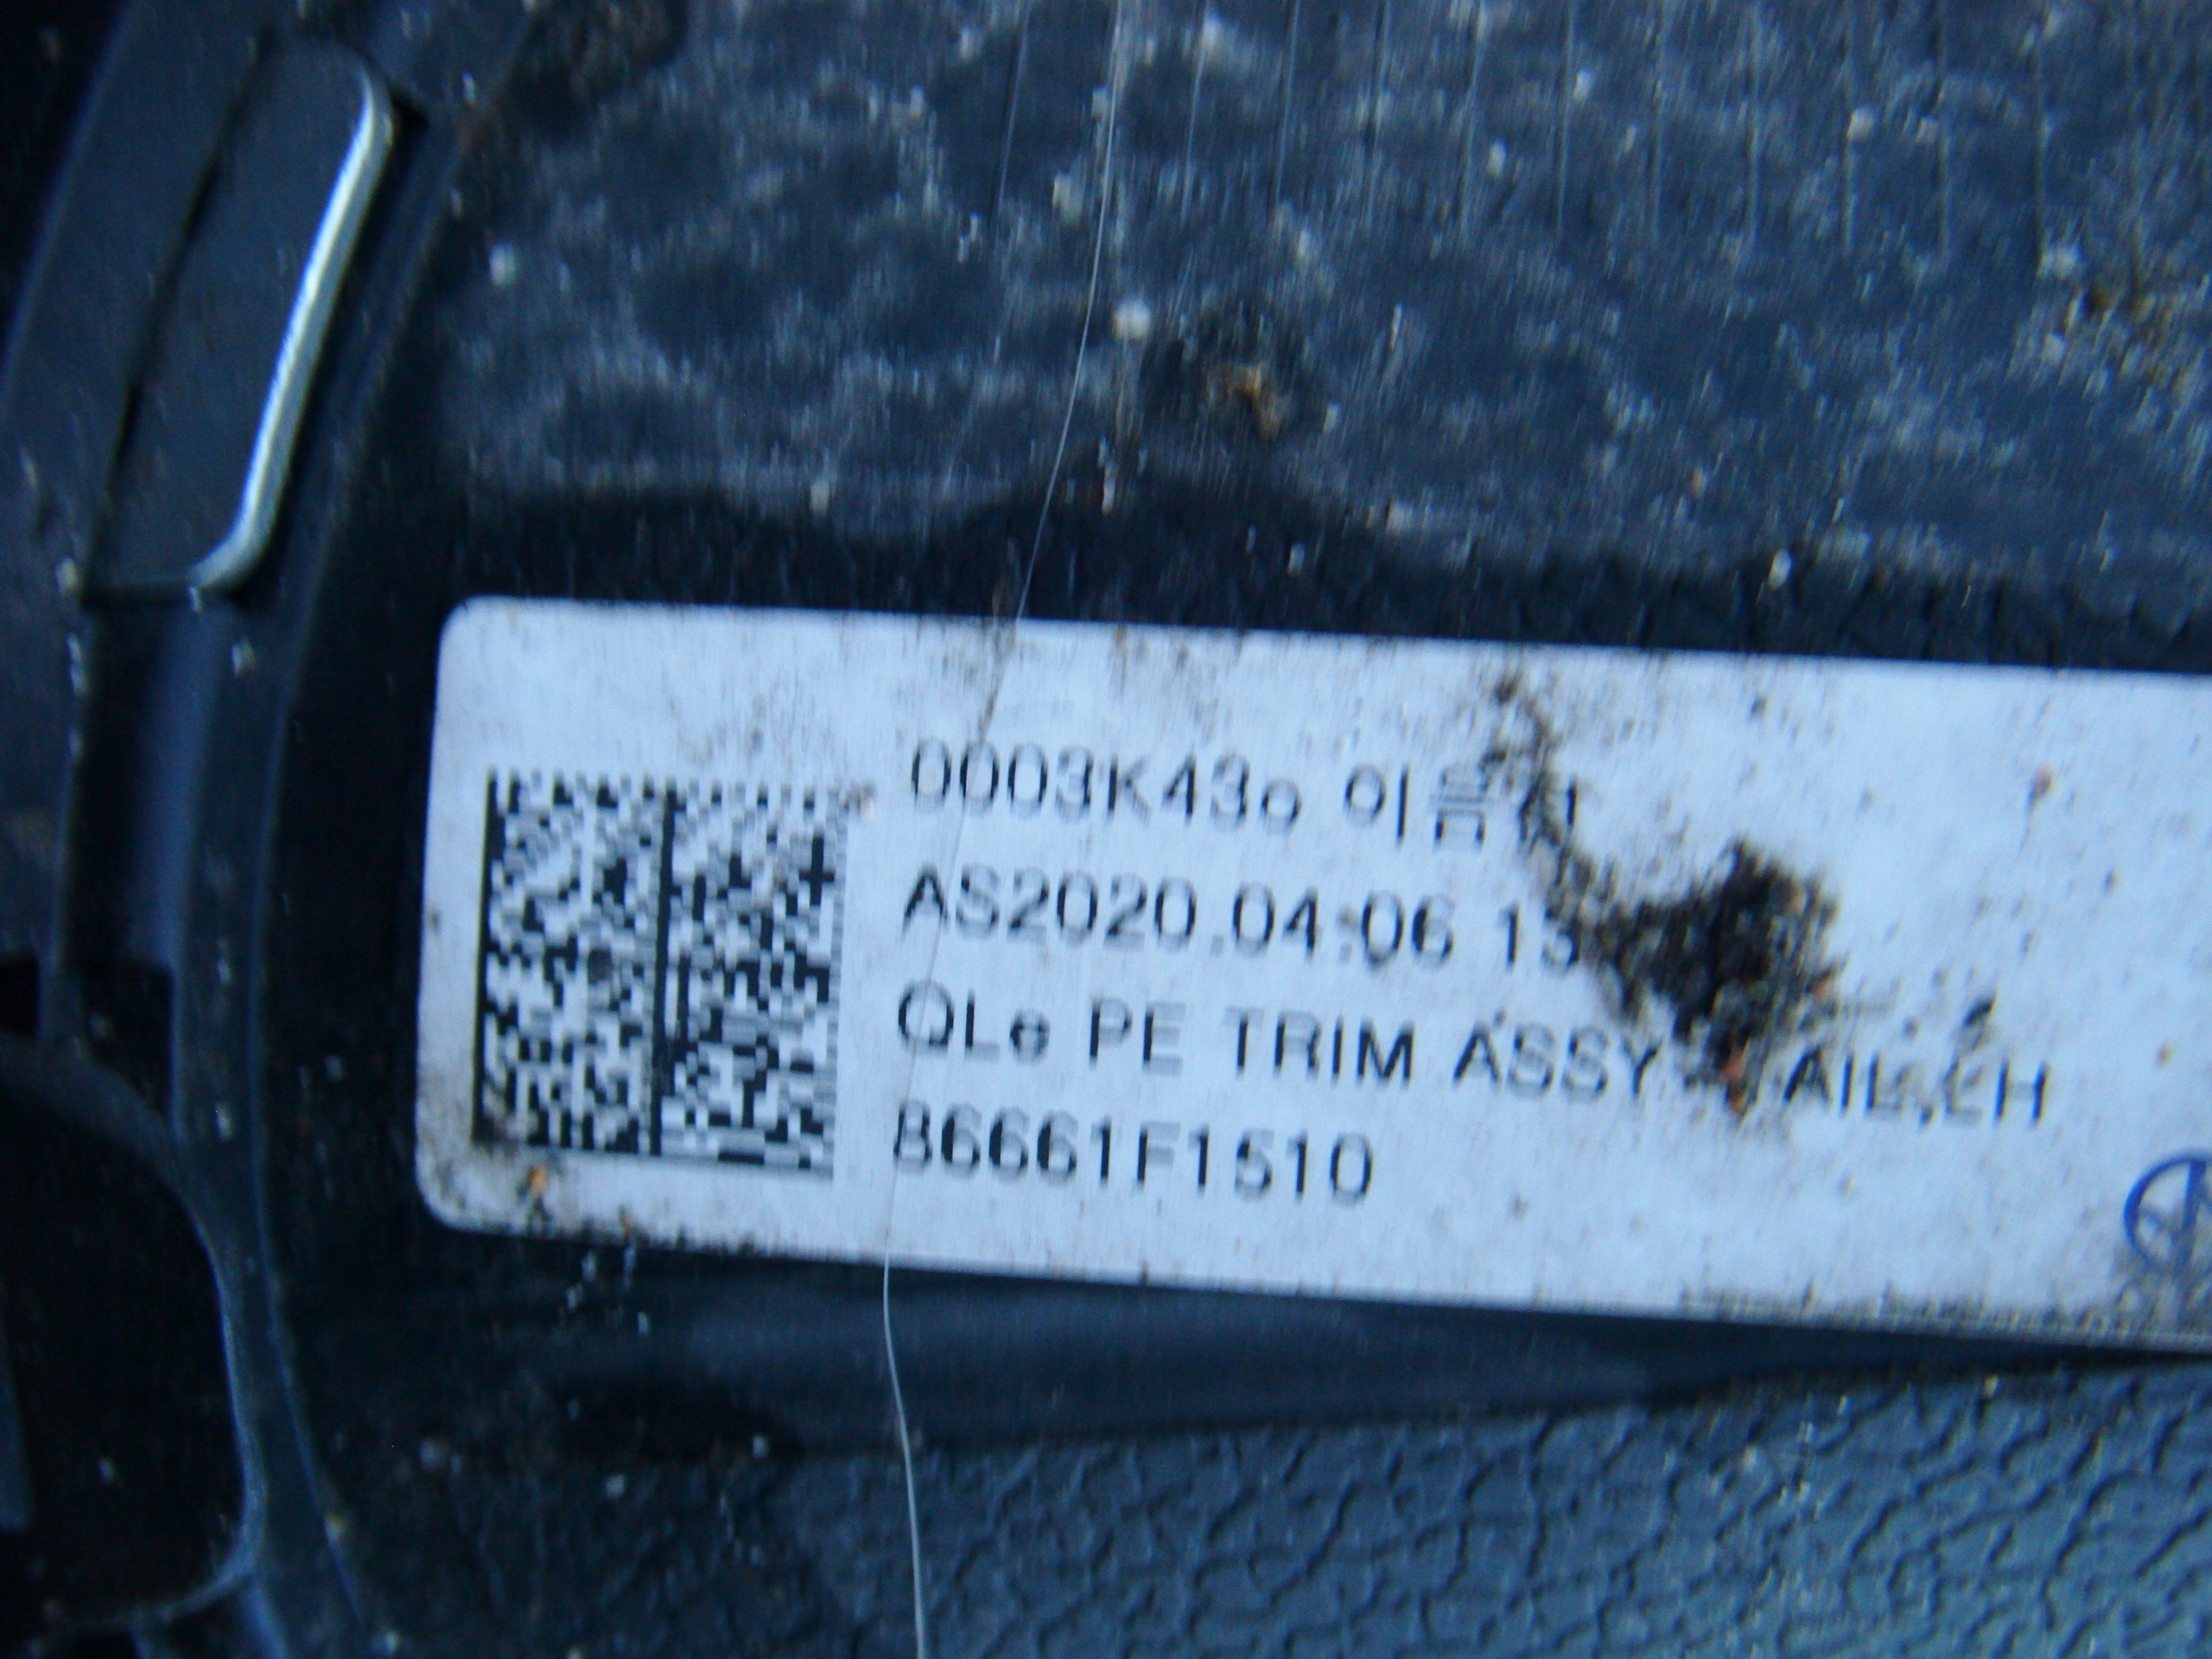 0003K43o
AS2020.04.06
QLe PE TRIM ASSY
86661F1510